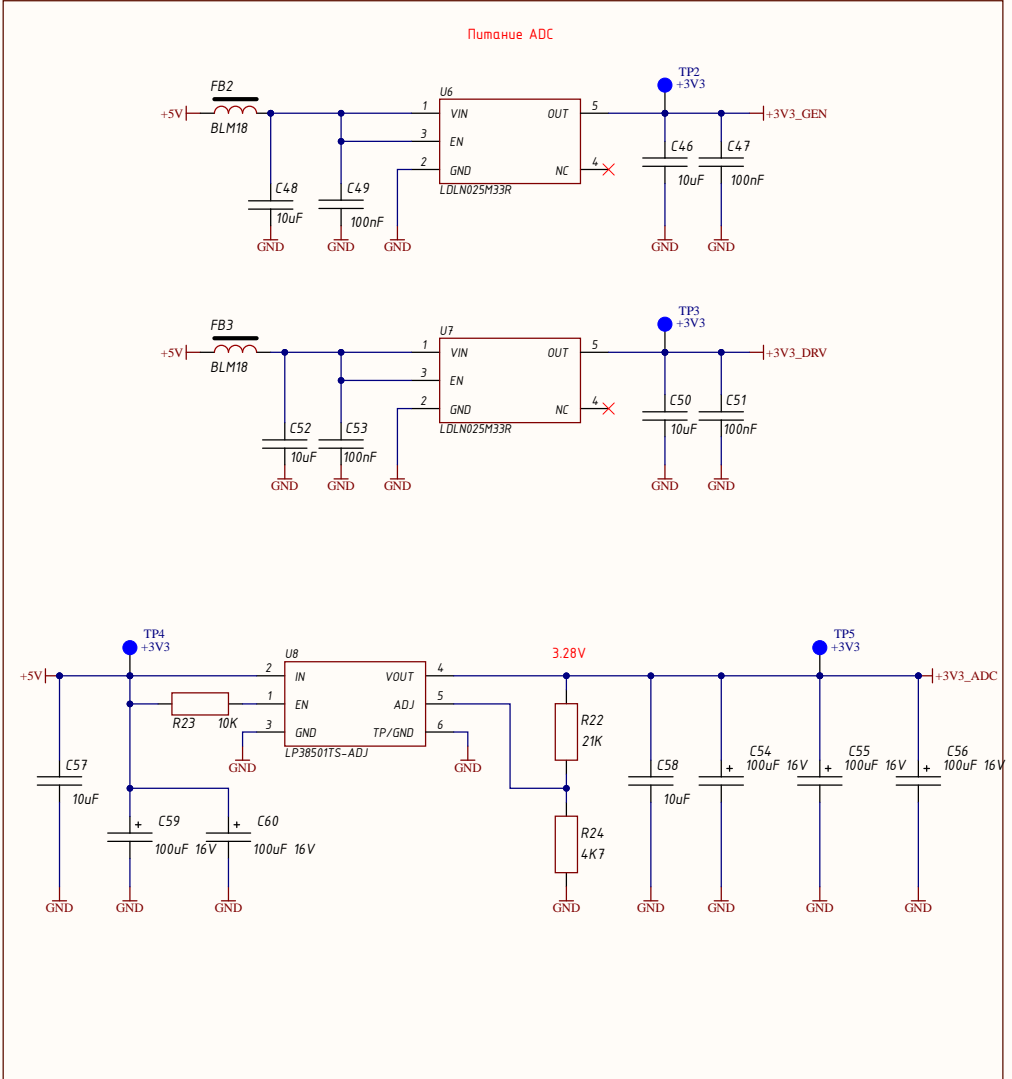 Питание ADC
FB2
+5V
BLM18
C48
10uF
GND
C49
100nF
GND
GND
U6
1 VIN OUT 5
3 EN
2 GND NC 4
LDLN025M33R
TP2
+3V3
+3V3_GEN
C46
10uF
GND
C47
100nF
GND
FB3
+5V
BLM18
C52
10uF
GND
C53
100nF
GND
GND
U7
1 VIN OUT 5
3 EN
2 GND NC 4
LDLN025M33R
TP3
+3V3
+3V3_DRV
C50
10uF
GND
C51
100nF
GND
TP4
+3V3
+5V
R23 10K
GND
U8
2 IN VOUT 4
1 EN ADJ 5
3 GND TP/GND 6
LP38501TS-ADJ
GND
3.28V
R22
21K
R24
4K7
GND
TP5
+3V3
+3V3_ADC
C57
10uF
GND
C59
100uF 16V
GND
C60
100uF 16V
GND
C58
10uF
GND
C54
100uF 16V
GND
C55
100uF 16V
GND
C56
100uF 16V
GND